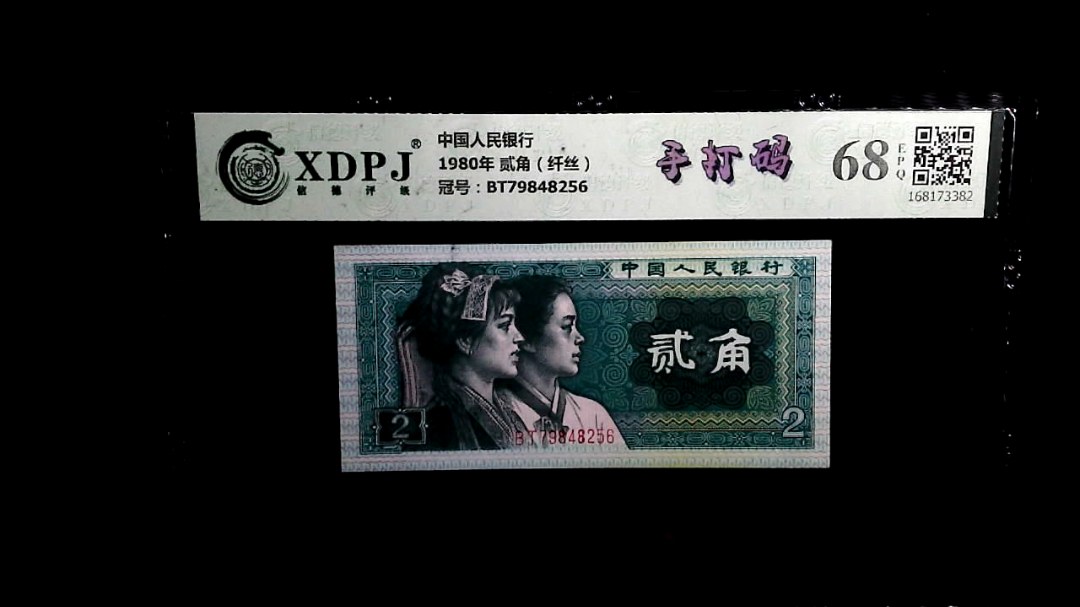 XDPJ®
信德评级
中国人民银行
1980年 贰角（纤丝）
冠号：BT79848256
手打码
68
EPQ
168173382
中国人民银行
贰角
2
2
BT79848256